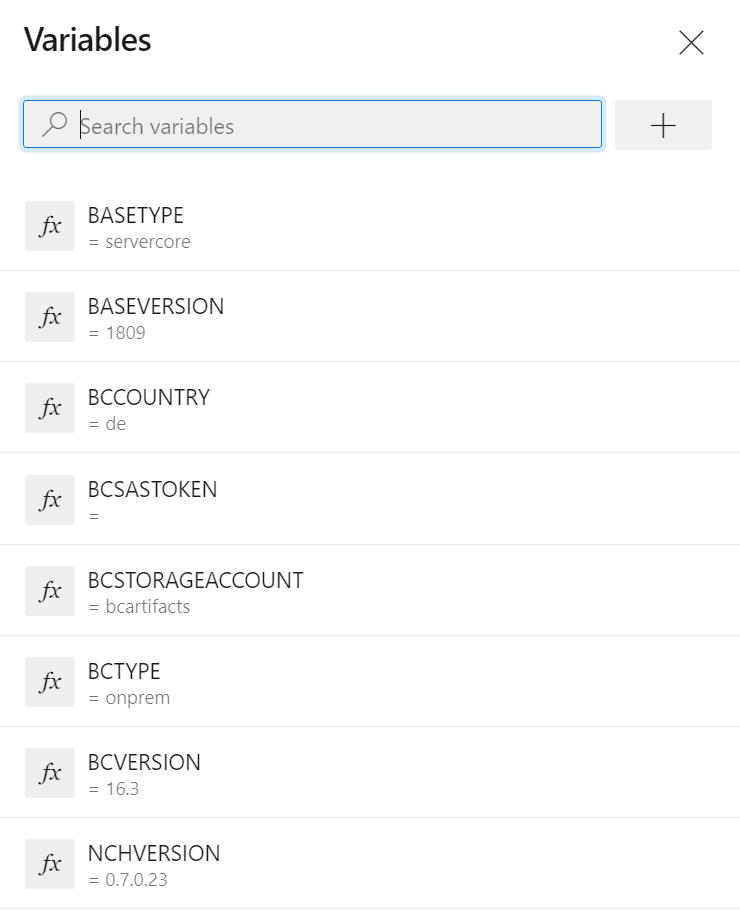 Variables
Search variables
fx
BASETYPE
= servercore
fx
BASEVERSION
= 1809
fx
BCCOUNTRY
= de
fx
BCSASTOKEN
=
fx
BCSTORAGEACCOUNT
= bcartifacts
fx
BCTYPE
= onprem
fx
BCVERSION
= 16.3
fx
NCHVERSION
= 0.7.0.23